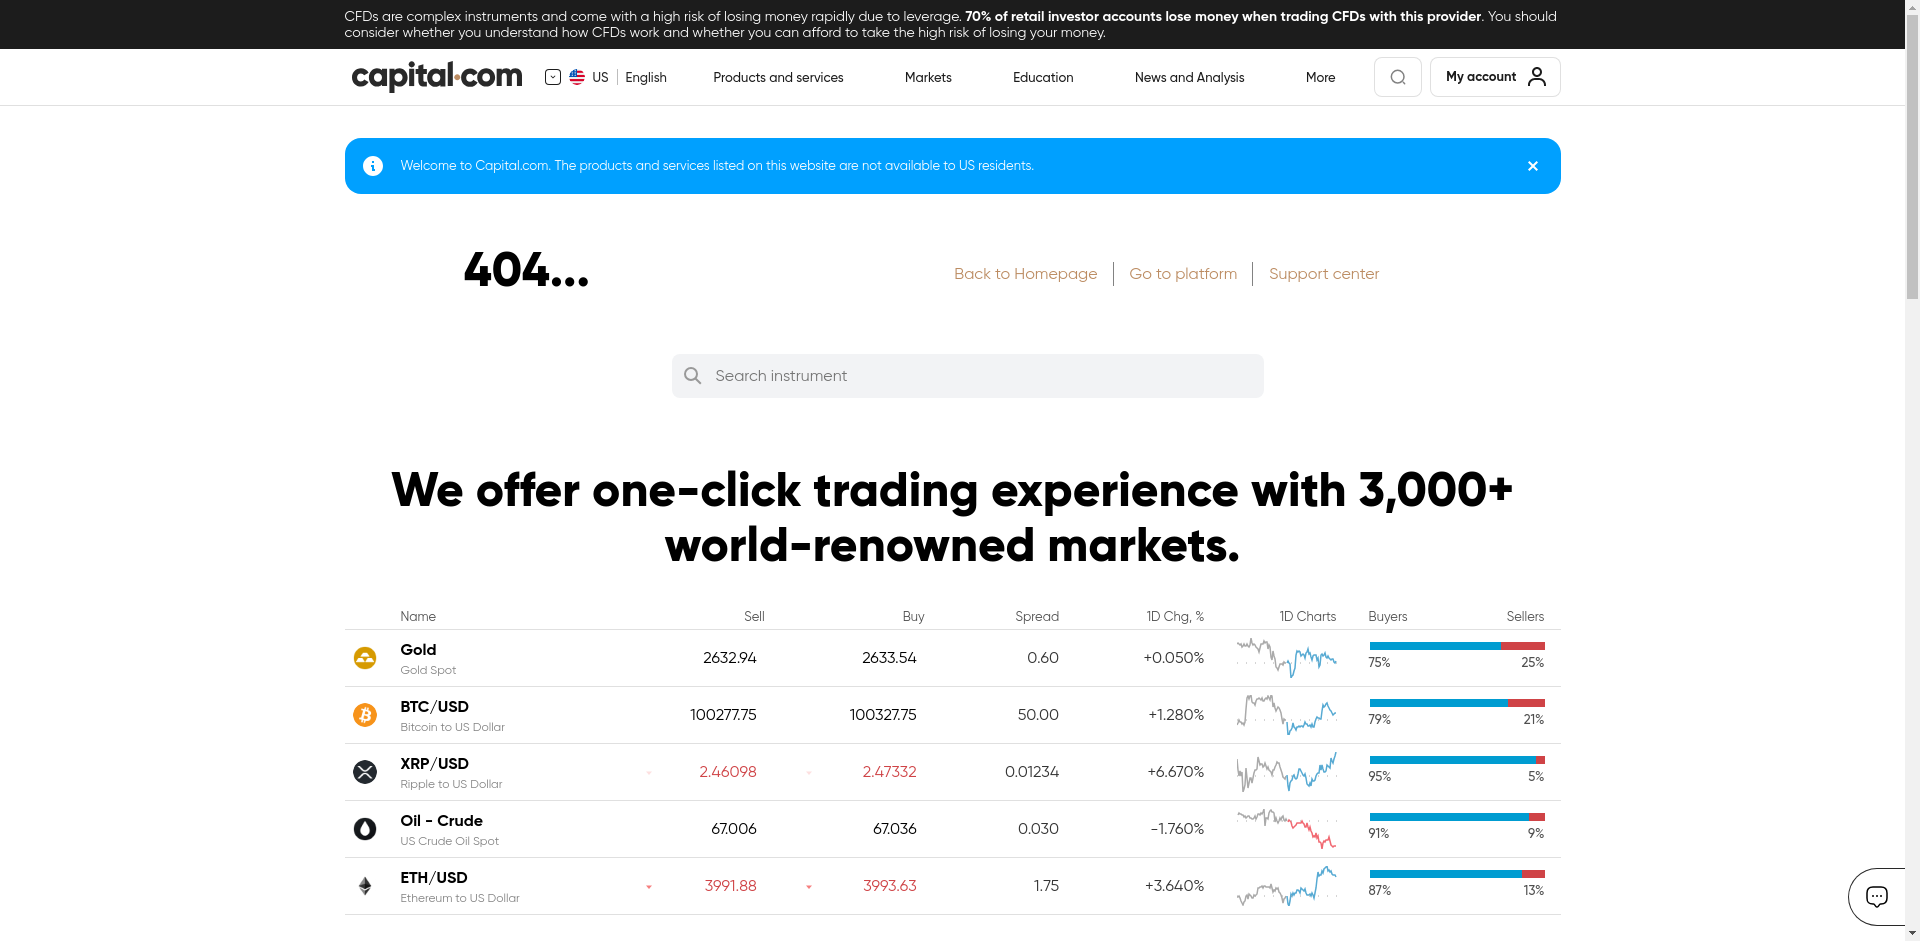 CFDs are complex instruments and come with a high risk of losing money rapidly due to leverage. 70% of retail investor accounts lose money when trading CFDs with this provider. You should
consider whether you understand how CFDs work and whether you can afford to take the high risk of losing your money.
capital.com US English Products and services Markets Education News and Analysis More My account
Welcome to Capital.com. The products and services listed on this website are not available to US residents.
404...
Back to Homepage Go to platform Support center
Search instrument
We offer one-click trading experience with 3,000+
world-renowned markets.
Name Sell Buy Spread 1D Chg, % 1D Charts Buyers Sellers
Gold
Gold Spot
2632.94 2633.54 0.60 +0.050% 75% 25%
BTC/USD
Bitcoin to US Dollar
100277.75 100327.75 50.00 +1.280% 79% 21%
XRP/USD
Ripple to US Dollar
2.46098 2.47332 0.01234 +6.670% 95% 5%
Oil - Crude
US Crude Oil Spot
67.006 67.036 0.030 -1.760% 91% 9%
ETH/USD
Ethereum to US Dollar
3991.88 3993.63 1.75 +3.640% 87% 13%